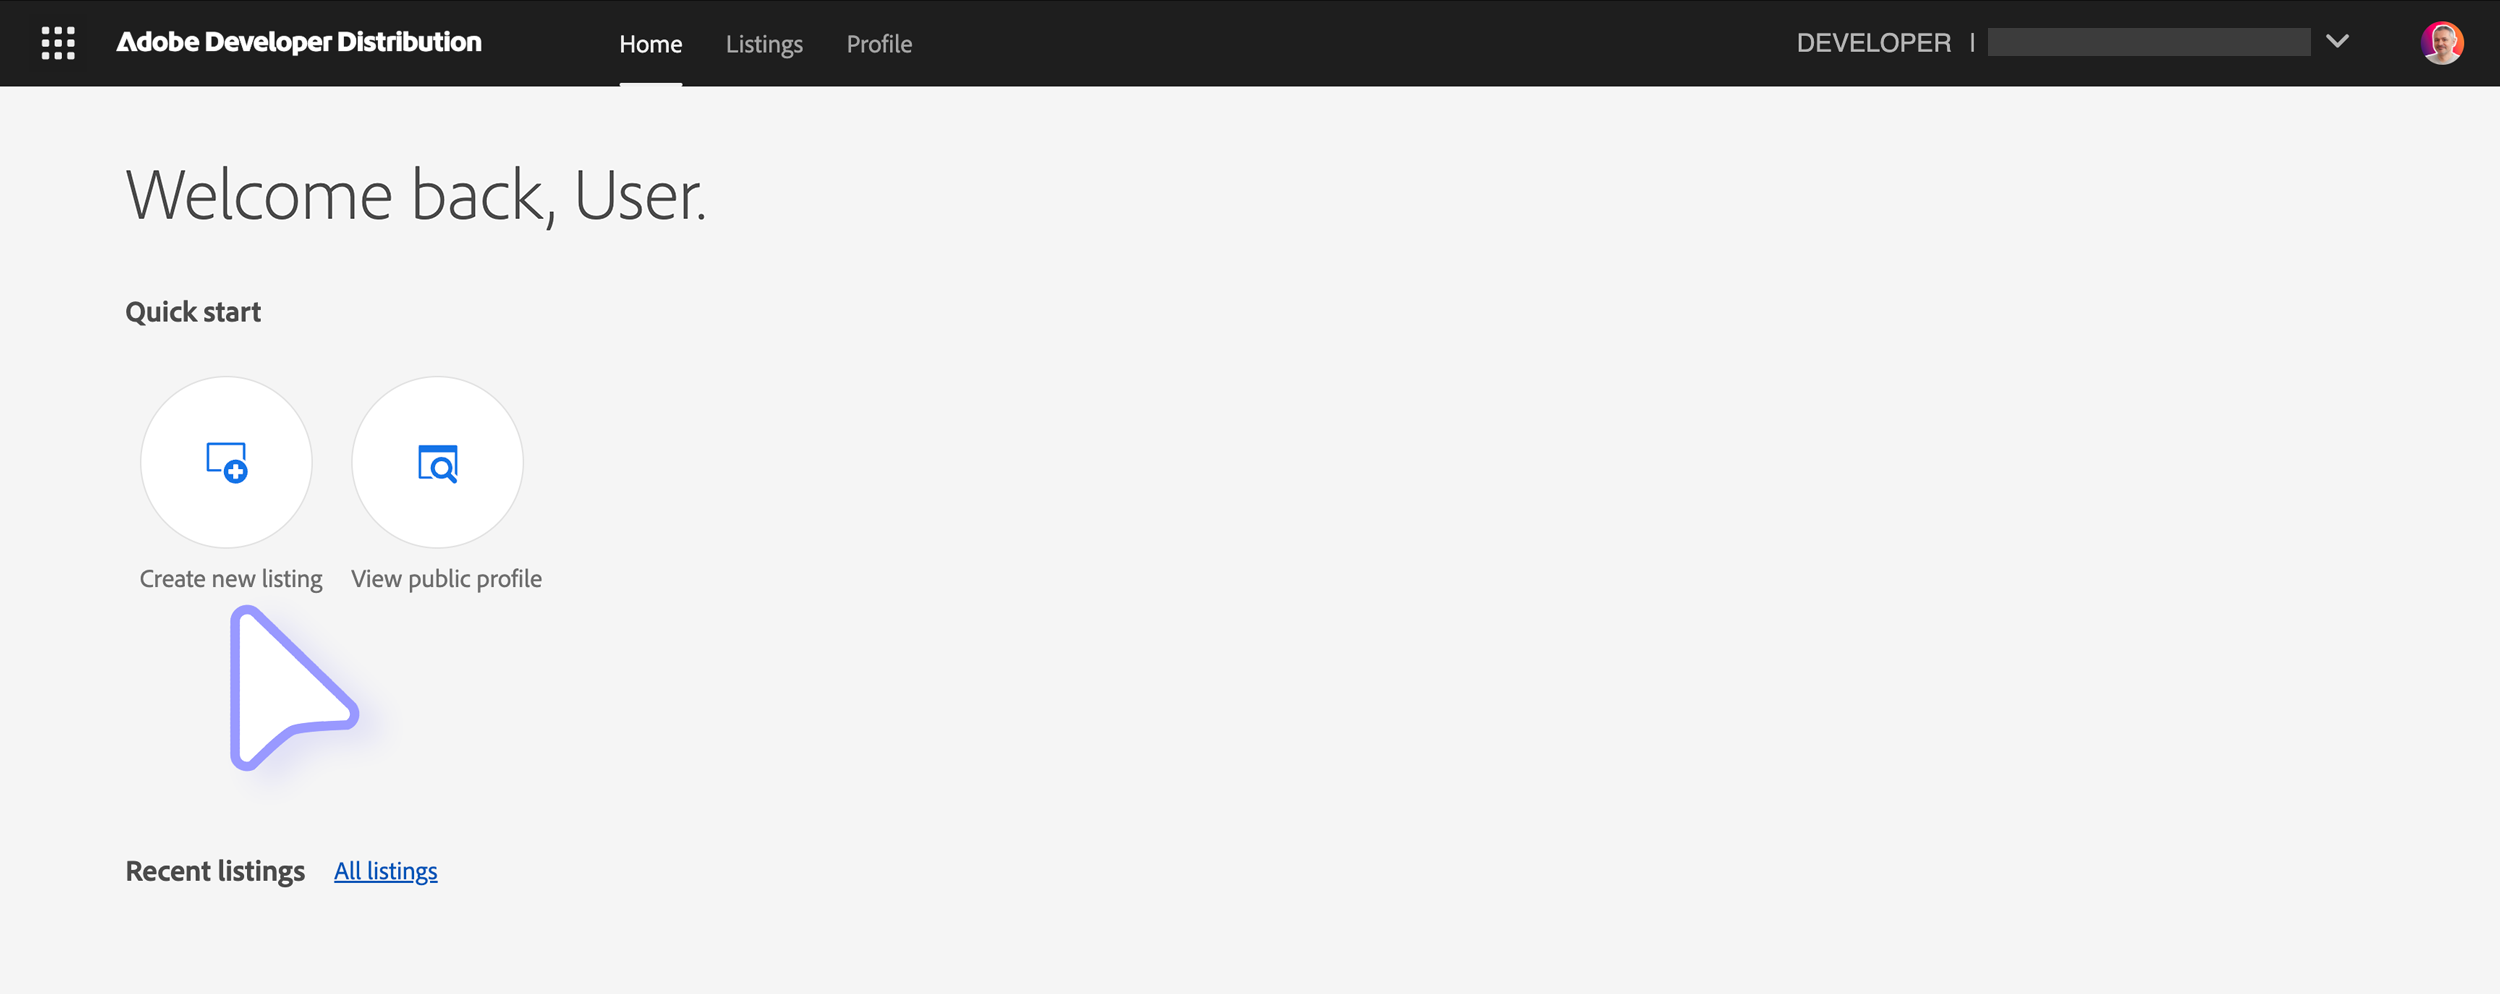 Adobe Developer Distribution Home Listings Profile DEVELOPER |
Welcome back, User.
Quick start
Create new listing View public profile
Recent listings All listings